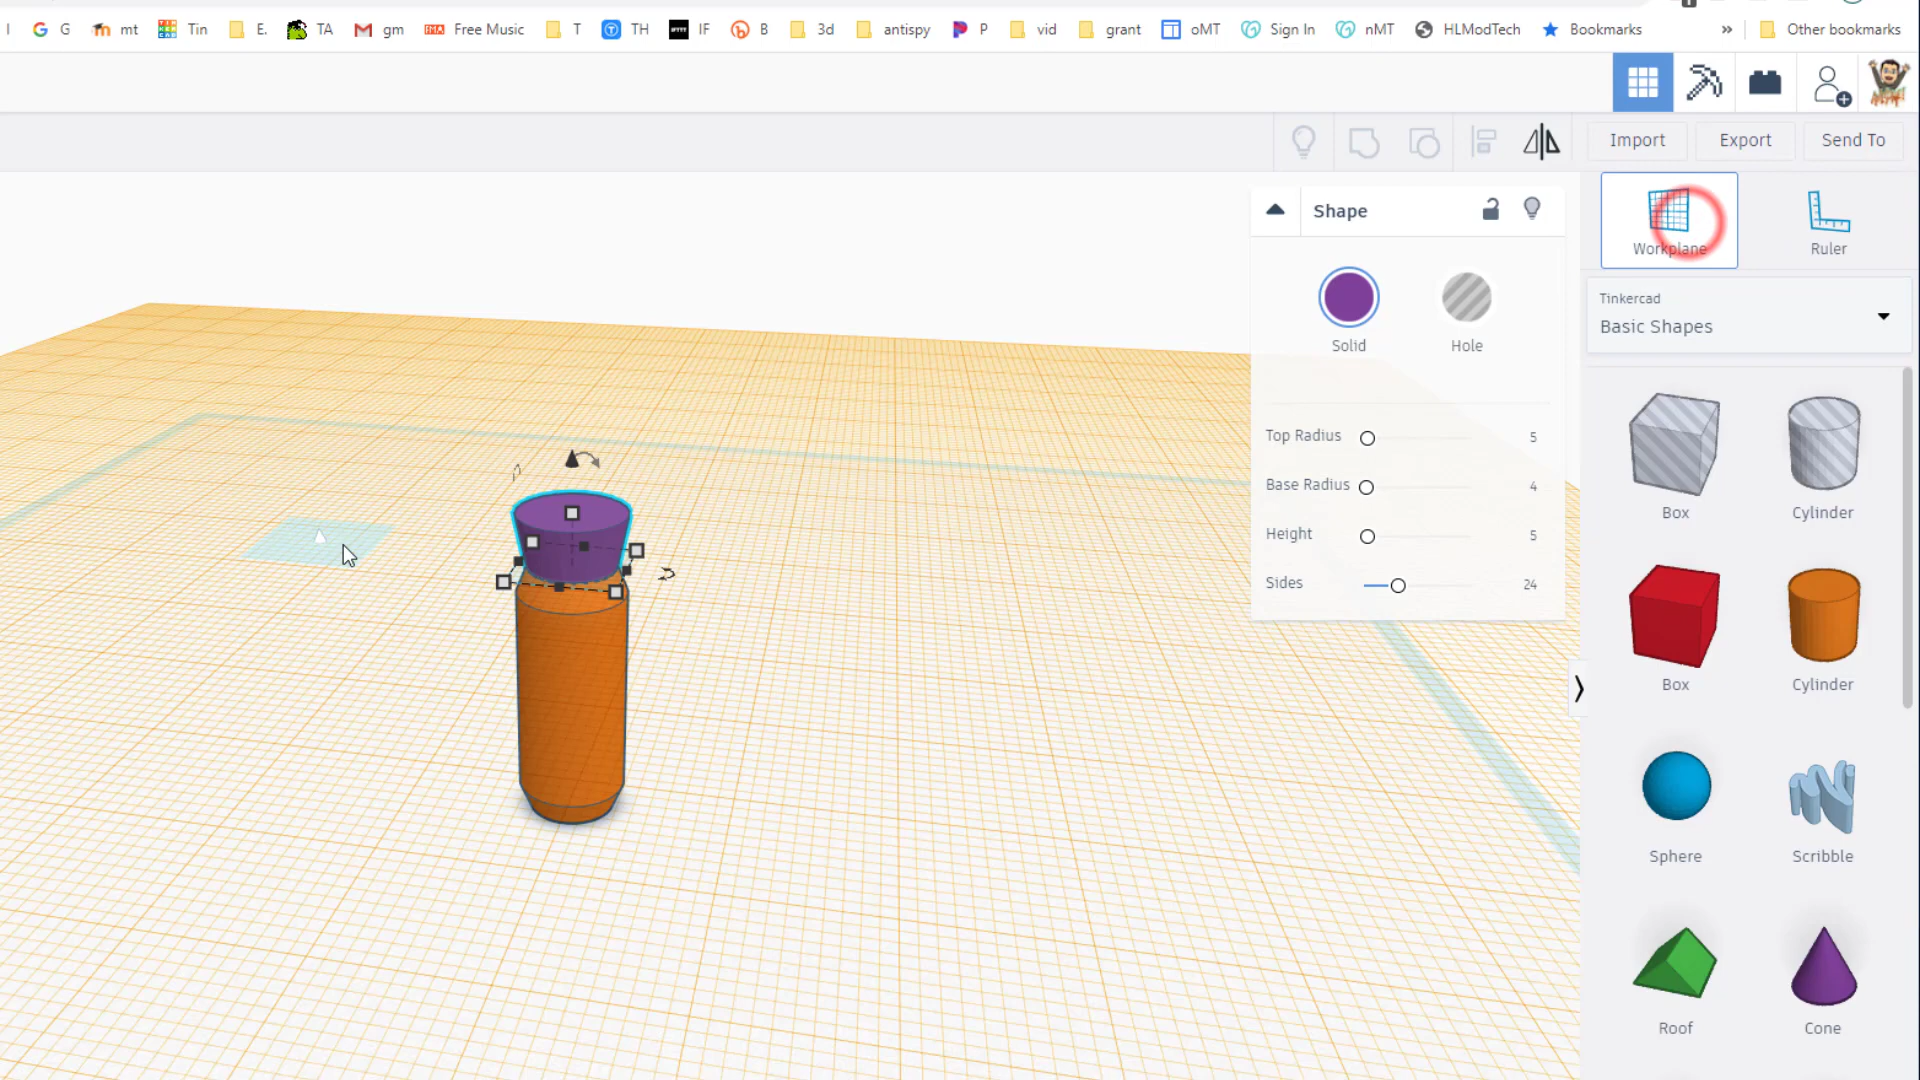 G mt Tin E. TA gm FMA Free Music T TH IFTTT IF B 3d antispy P vid grant oMT Sign In nMT HLModTech Bookmarks » Other bookmarks
Import Export Send To
Shape
Workplane Ruler
Solid Hole
Tinkercad
Basic Shapes
Top Radius 5
Base Radius 4
Height 5
Sides 24
Box Cylinder
Box Cylinder
Sphere Scribble
Roof Cone